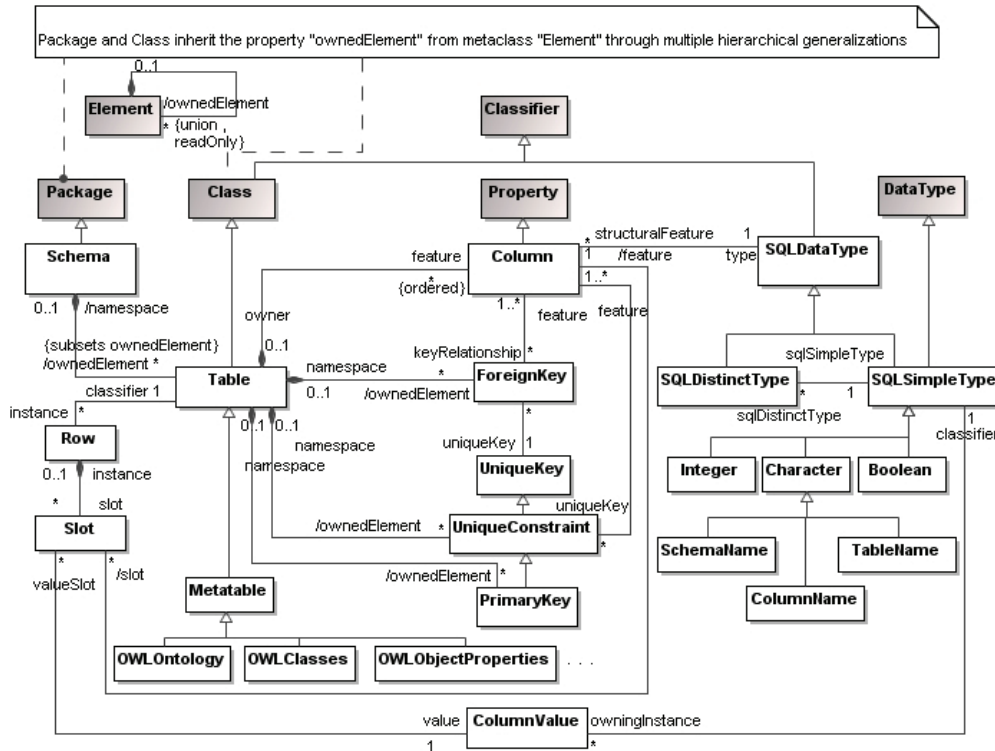 Package and Class inherit the property "ownedElement" from metaclass "Element" through multiple hierarchical generalizations
0..1
Element
/ownedElement
* {union ,
readOnly}
Classifier
Package
Class
Property
DataType
Schema
feature
*
{ordered}
Column
* structuralFeature 1
1 /feature type
SQLDataType
1..*
0..1 /namespace
owner
1..*
feature
feature
{subsets ownedElement}
/ownedElement *
0..1
keyRelationship *
sqlSimpleType
classifier 1
Table
namespace
0..1
*
/ownedElement
ForeignKey
SQLDistinctType
* 1
sqlDistinctType
SQLSimpleType
1
classifier
instance *
Row
0..1 0..1
namespace
namespace
*
uniqueKey 1
0..1 instance
UniqueKey
Integer
Character
Boolean
* slot
uniqueKey
Slot
/ownedElement *
UniqueConstraint
*
SchemaName
TableName
*
valueSlot
*
/slot
/ownedElement *
Metatable
PrimaryKey
ColumnName
OWLOntology
OWLClasses
OWLObjectProperties
. . .
value
1
ColumnValue
owningInstance
*